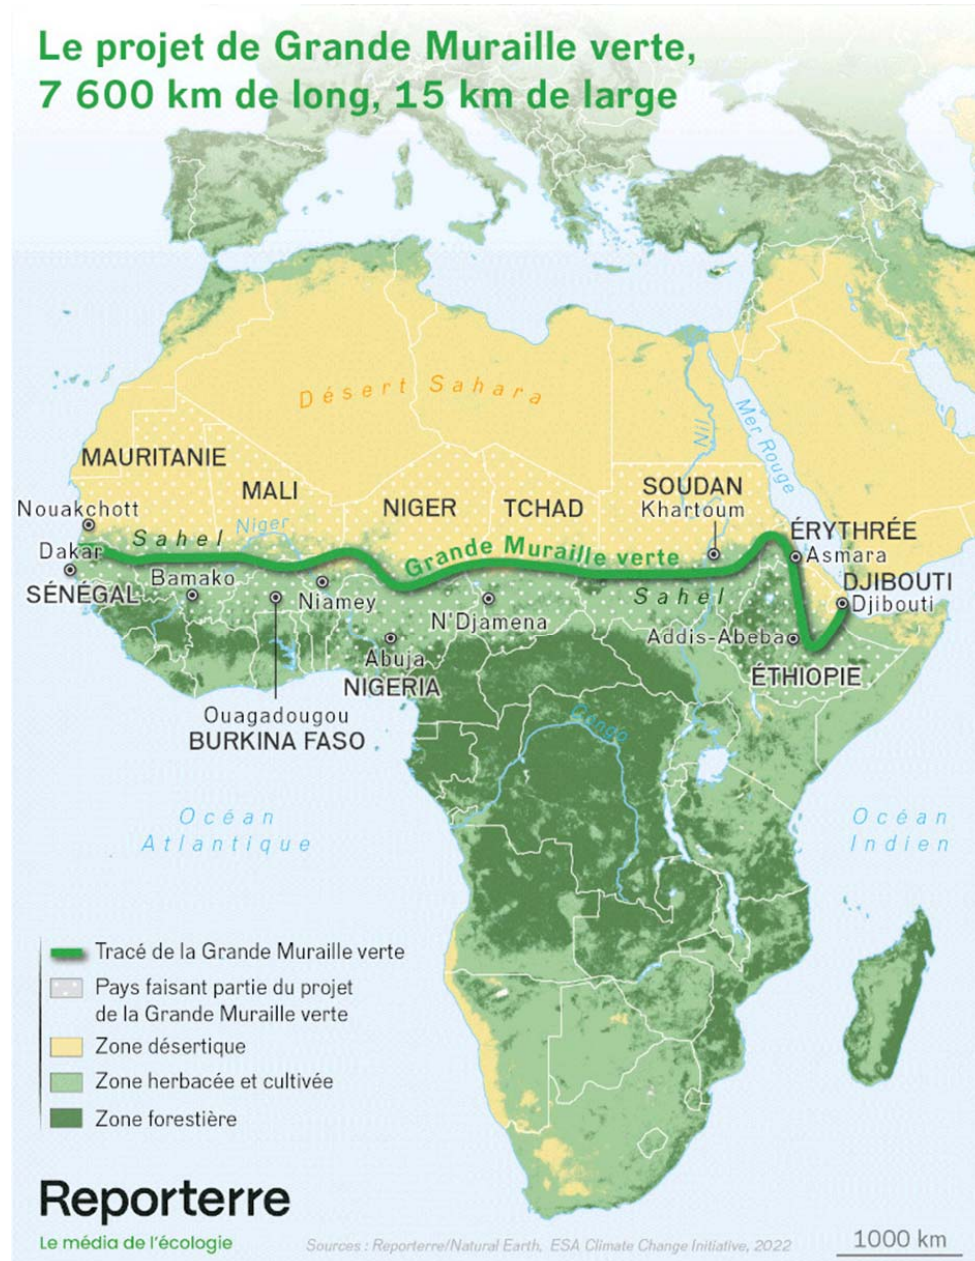 Le projet de Grande Muraille verte,
7 600 km de long, 15 km de large
Désert Sahara
Nil
Mer Rouge
MAURITANIE
MALI
NIGER
TCHAD
SOUDAN
Khartoum
Nouakchott
Sahel
Niger
Grande Muraille verte
ÉRYTHRÉE
Asmara
Dakar
SÉNÉGAL
Bamako
Niamey
N'Djamena
Sahel
DJIBOUTI
Djibouti
Addis-Abeba
ÉTHIOPIE
Abuja
NIGERIA
Ouagadougou
BURKINA FASO
Congo
Océan
Atlantique
Océan
Indien
Tracé de la Grande Muraille verte
Pays faisant partie du projet
de la Grande Muraille verte
Zone désertique
Zone herbacée et cultivée
Zone forestière
Reporterre
Le média de l'écologie
Sources : Reporterre/Natural Earth, ESA Climate Change Initiative, 2022
1000 km